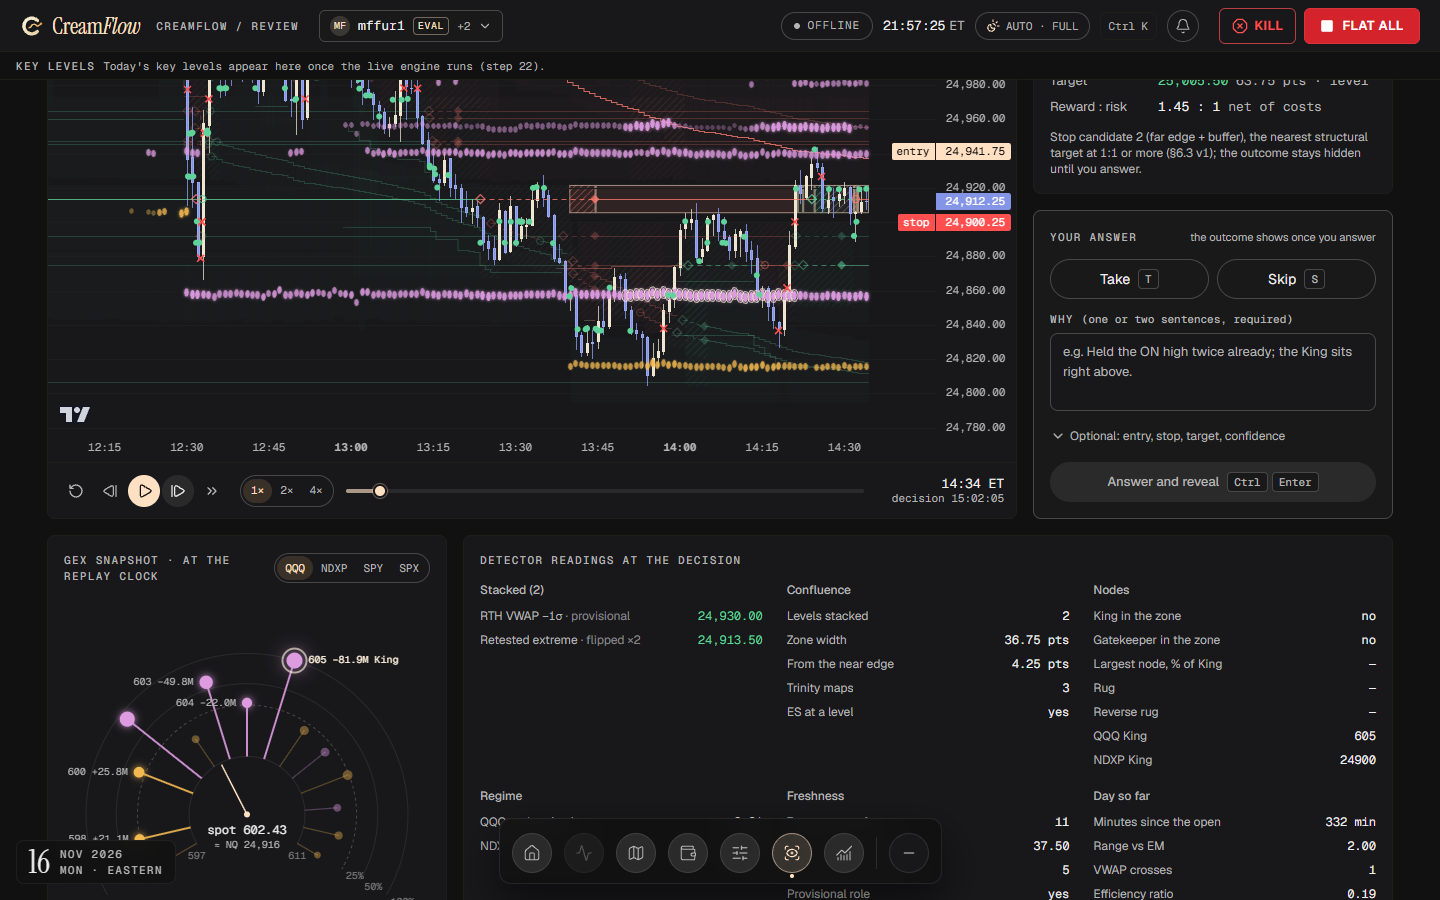 CreamFlow CREAMFLOW / REVIEW MF mffur1 EVAL +2 OFFLINE 21:57:25 ET AUTO · FULL Ctrl K KILL FLAT ALL
KEY LEVELS Today's key levels appear here once the live engine runs (step 22).
24,980.00
24,960.00
entry 24,941.75
24,920.00
24,912.25
stop 24,900.25
24,880.00
24,860.00
24,840.00
24,820.00
24,800.00
24,780.00
12:15 12:30 12:45 13:00 13:15 13:30 13:45 14:00 14:15 14:30
1× 2× 4×
14:34 ET
decision 15:02:05
Target 25,005.50 63.75 pts · level
Reward : risk 1.45 : 1 net of costs
Stop candidate 2 (far edge + buffer), the nearest structural
target at 1:1 or more (§6.3 v1); the outcome stays hidden
until you answer.
YOUR ANSWER the outcome shows once you answer
Take T Skip S
WHY (one or two sentences, required)
e.g. Held the ON high twice already; the King sits
right above.
Optional: entry, stop, target, confidence
Answer and reveal Ctrl Enter
GEX SNAPSHOT · AT THE
REPLAY CLOCK
QQQ NDXP SPY SPX
605 −81.9M King
603 −49.8M
604 −22.0M
600 +25.8M
598 +21.1M
spot 602.43
≈ NQ 24,916
597 611
25%
50%
DETECTOR READINGS AT THE DECISION
Stacked (2)
RTH VWAP −1σ · provisional 24,930.00
Retested extreme · flipped ×2 24,913.50
Confluence
Levels stacked 2
Zone width 36.75 pts
From the near edge 4.25 pts
Trinity maps 3
ES at a level yes
Nodes
King in the zone no
Gatekeeper in the zone no
Largest node, % of King –
Rug –
Reverse rug –
QQQ King 605
NDXP King 24900
Regime
Freshness
11
37.50
5
Provisional role yes
Day so far
Minutes since the open 332 min
Range vs EM 2.00
VWAP crosses 1
Efficiency ratio 0.19
16 NOV 2026
MON · EASTERN